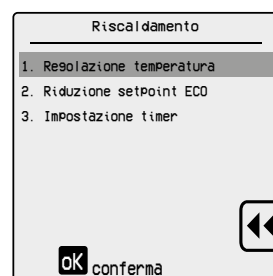 Riscaldamento
1. Regolazione temperatura
2. Riduzione setpoint ECO
3. Impostazione timer
OK conferma